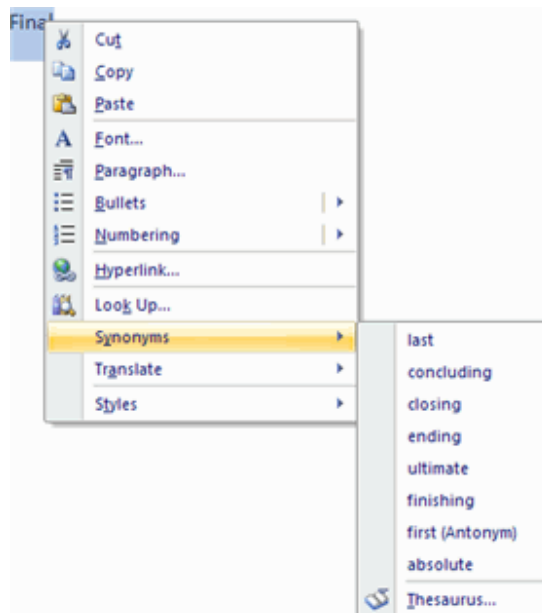 Final
Cut
Copy
Paste
Font...
Paragraph...
Bullets
Numbering
Hyperlink...
Look Up...
Synonyms
Translate
Styles
last
concluding
closing
ending
ultimate
finishing
first (Antonym)
absolute
Thesaurus...